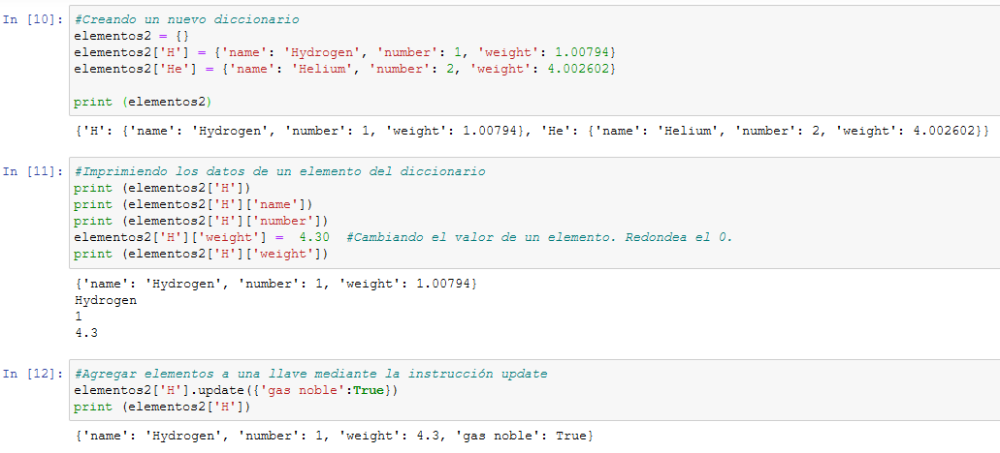 In [10]: #Creando un nuevo diccionario
elementos2 = {}
elementos2['H'] = {'name': 'Hydrogen', 'number': 1, 'weight': 1.00794}
elementos2['He'] = {'name': 'Helium', 'number': 2, 'weight': 4.002602}
print (elementos2)
{'H': {'name': 'Hydrogen', 'number': 1, 'weight': 1.00794}, 'He': {'name': 'Helium', 'number': 2, 'weight': 4.002602}}
In [11]: #Imprimiendo los datos de un elemento del diccionario
print (elementos2['H'])
print (elementos2['H']['name'])
print (elementos2['H']['number'])
elementos2['H']['weight'] =  4.30  #Cambiando el valor de un elemento. Redondea el 0.
print (elementos2['H']['weight'])
{'name': 'Hydrogen', 'number': 1, 'weight': 1.00794}
Hydrogen
1
4.3
In [12]: #Agregar elementos a una llave mediante la instrucción update
elementos2['H'].update({'gas noble':True})
print (elementos2['H'])
{'name': 'Hydrogen', 'number': 1, 'weight': 4.3, 'gas noble': True}